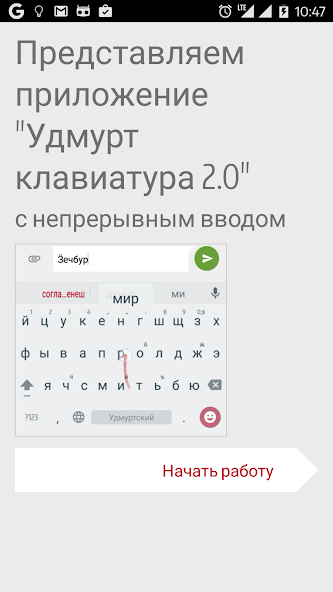 G LTE 10:47
Представляем
приложение
"Удмурт
клавиатура 2.0"
с непрерывным вводом
Зечбур
согла...енеш мир ми
й ц у к е н г ш щ з х
ф ы в а п р о л д ж э
я ч с м и т ь б ю
?123 , Удмуртский .
Начать работу